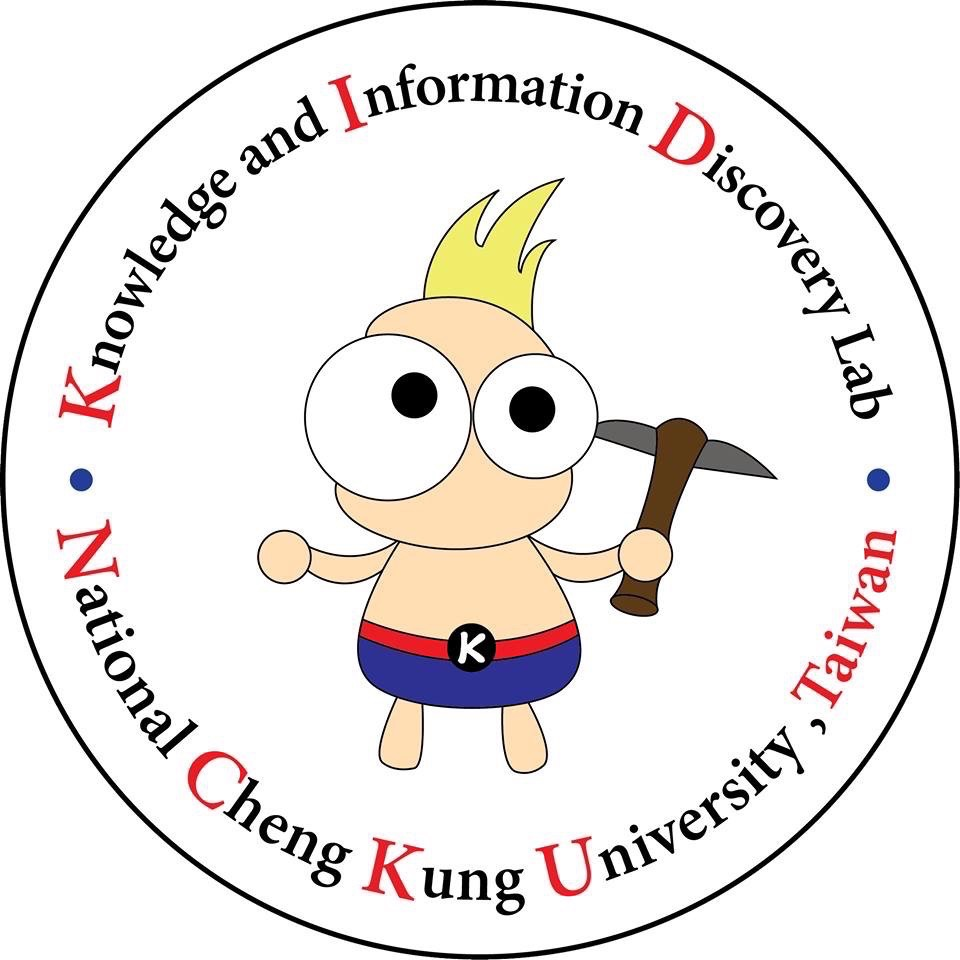 Knowledge and Information Discovery Lab
National Cheng Kung University , Taiwan
K